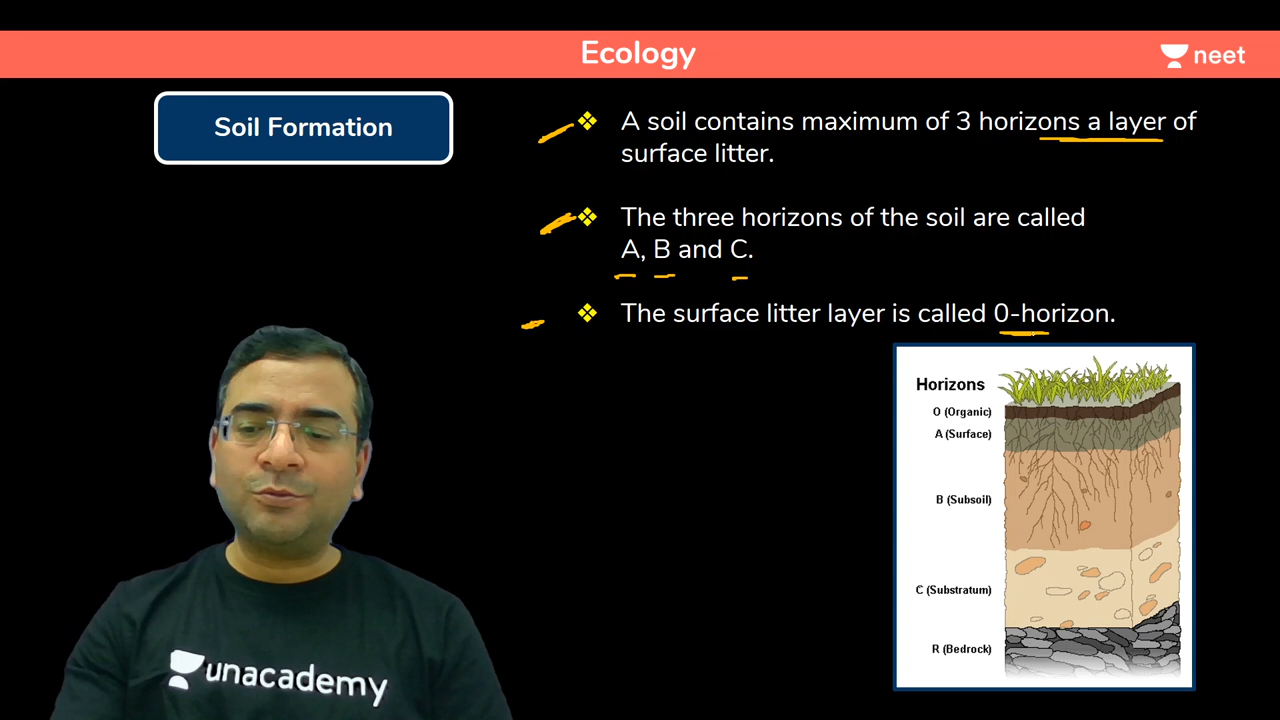 Ecology
neet
Soil Formation
❖ A soil contains maximum of 3 horizons a layer of
surface litter.
❖ The three horizons of the soil are called
A, B and C.
❖ The surface litter layer is called 0-horizon.
Horizons
O (Organic)
A (Surface)
B (Subsoil)
C (Substratum)
R (Bedrock)
unacademy